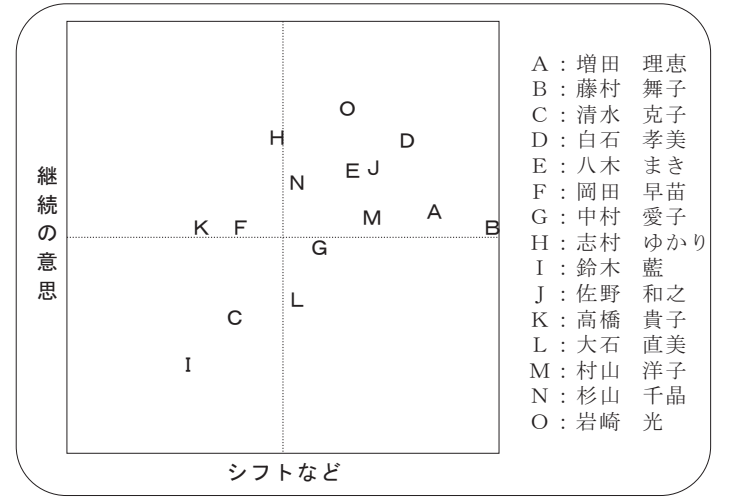 継続の意思
O
H
D
E
J
N
M
A
K
F
B
G
L
C
I
シフトなど
A：増田　理恵
B：藤村　舞子
C：清水　克子
D：白石　孝美
E：八木　まき
F：岡田　早苗
G：中村　愛子
H：志村　ゆかり
I：鈴木　藍
J：佐野　和之
K：高橋　貴子
L：大石　直美
M：村山　洋子
N：杉山　千晶
O：岩崎　光